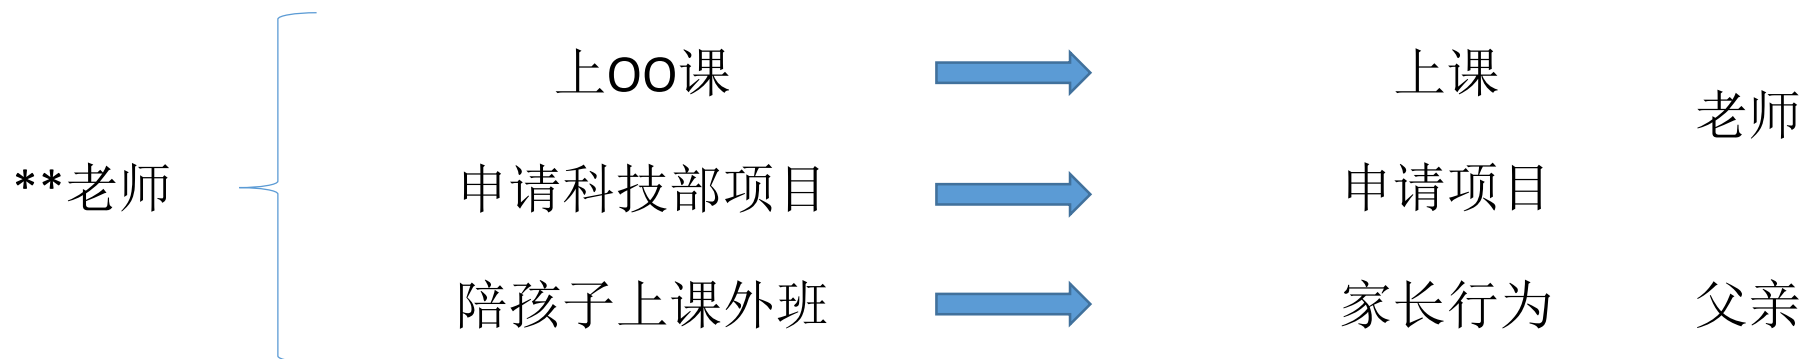 上OO课
上课
老师
**老师
申请科技部项目
申请项目
陪孩子上课外班
家长行为
父亲